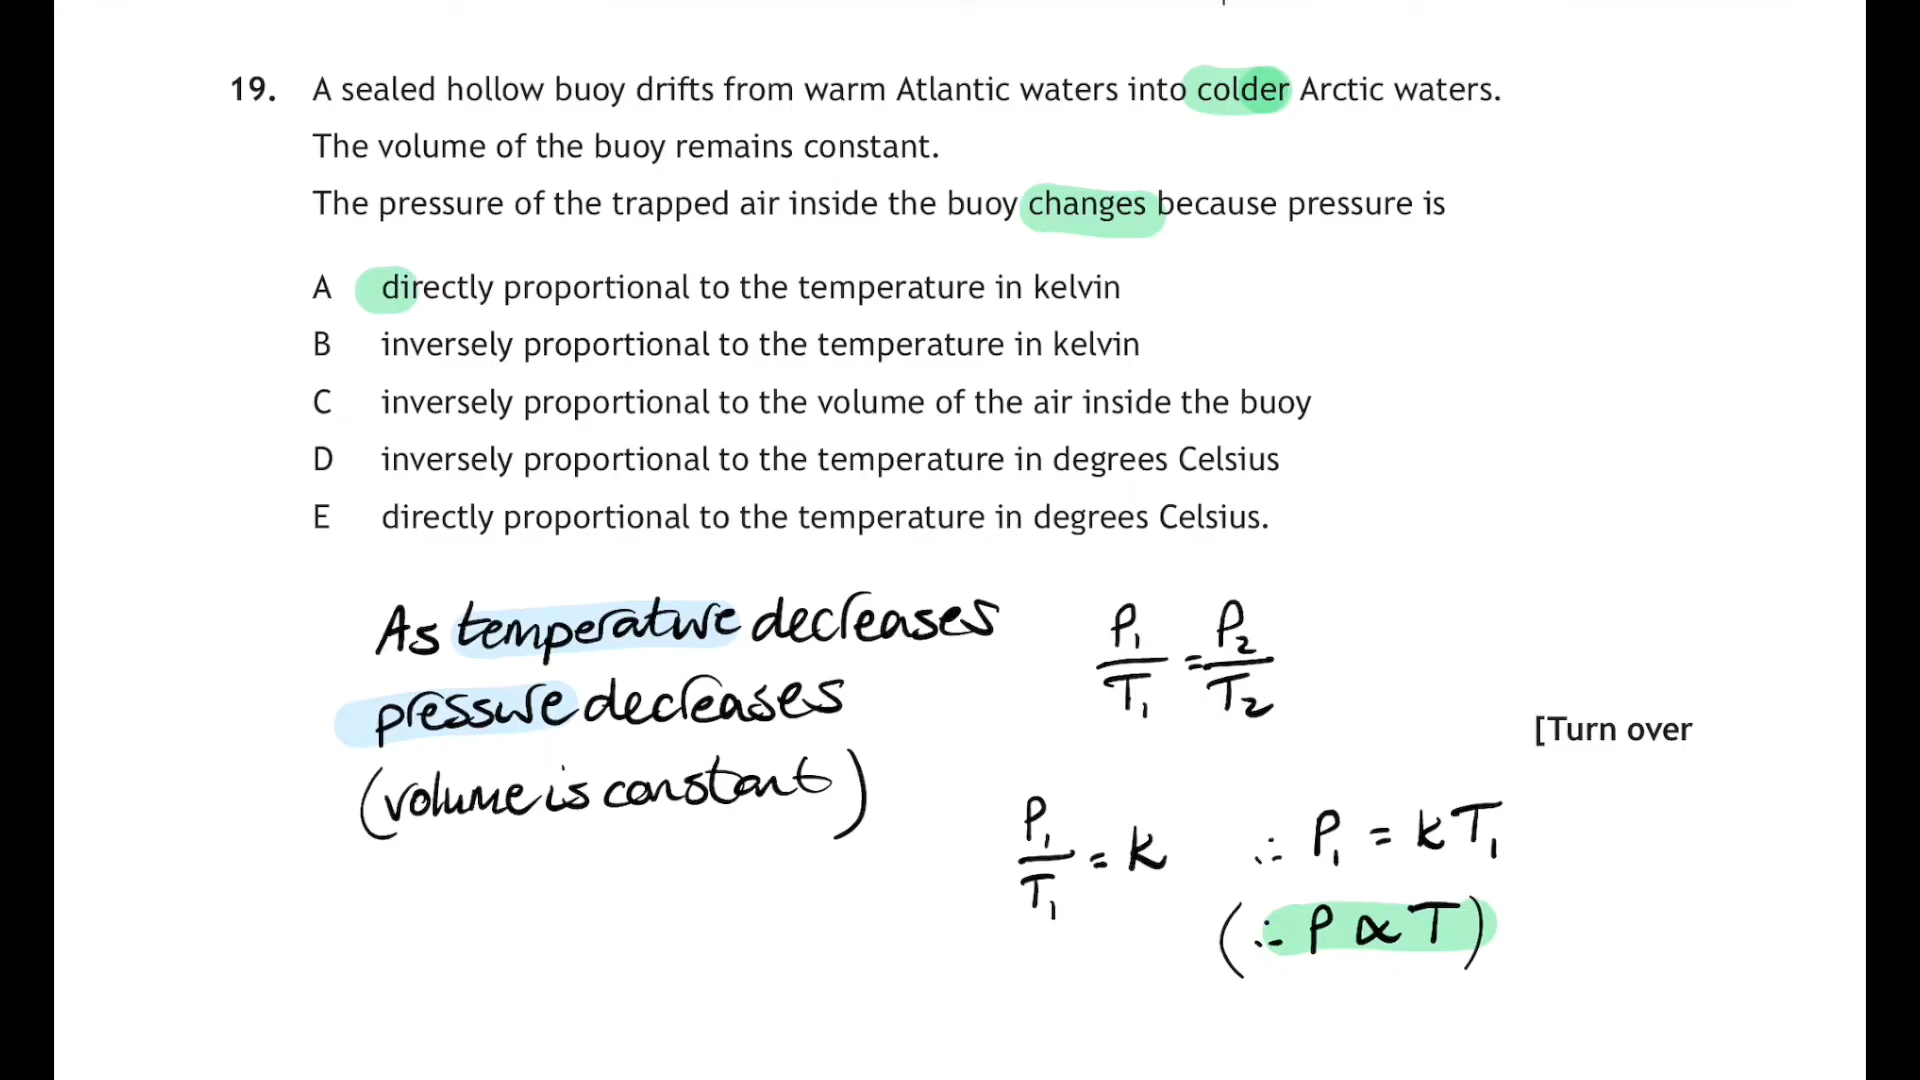 19. A sealed hollow buoy drifts from warm Atlantic waters into colder Arctic waters.
The volume of the buoy remains constant.
The pressure of the trapped air inside the buoy changes because pressure is
A directly proportional to the temperature in kelvin
B inversely proportional to the temperature in kelvin
C inversely proportional to the volume of the air inside the buoy
D inversely proportional to the temperature in degrees Celsius
E directly proportional to the temperature in degrees Celsius.
As temperature decreases
pressure decreases
(volume is constant)
P₁/T₁ = P₂/T₂
[Turn over
P₁/T₁ = k ∴ P₁ = kT₁
(∴ P ∝ T)